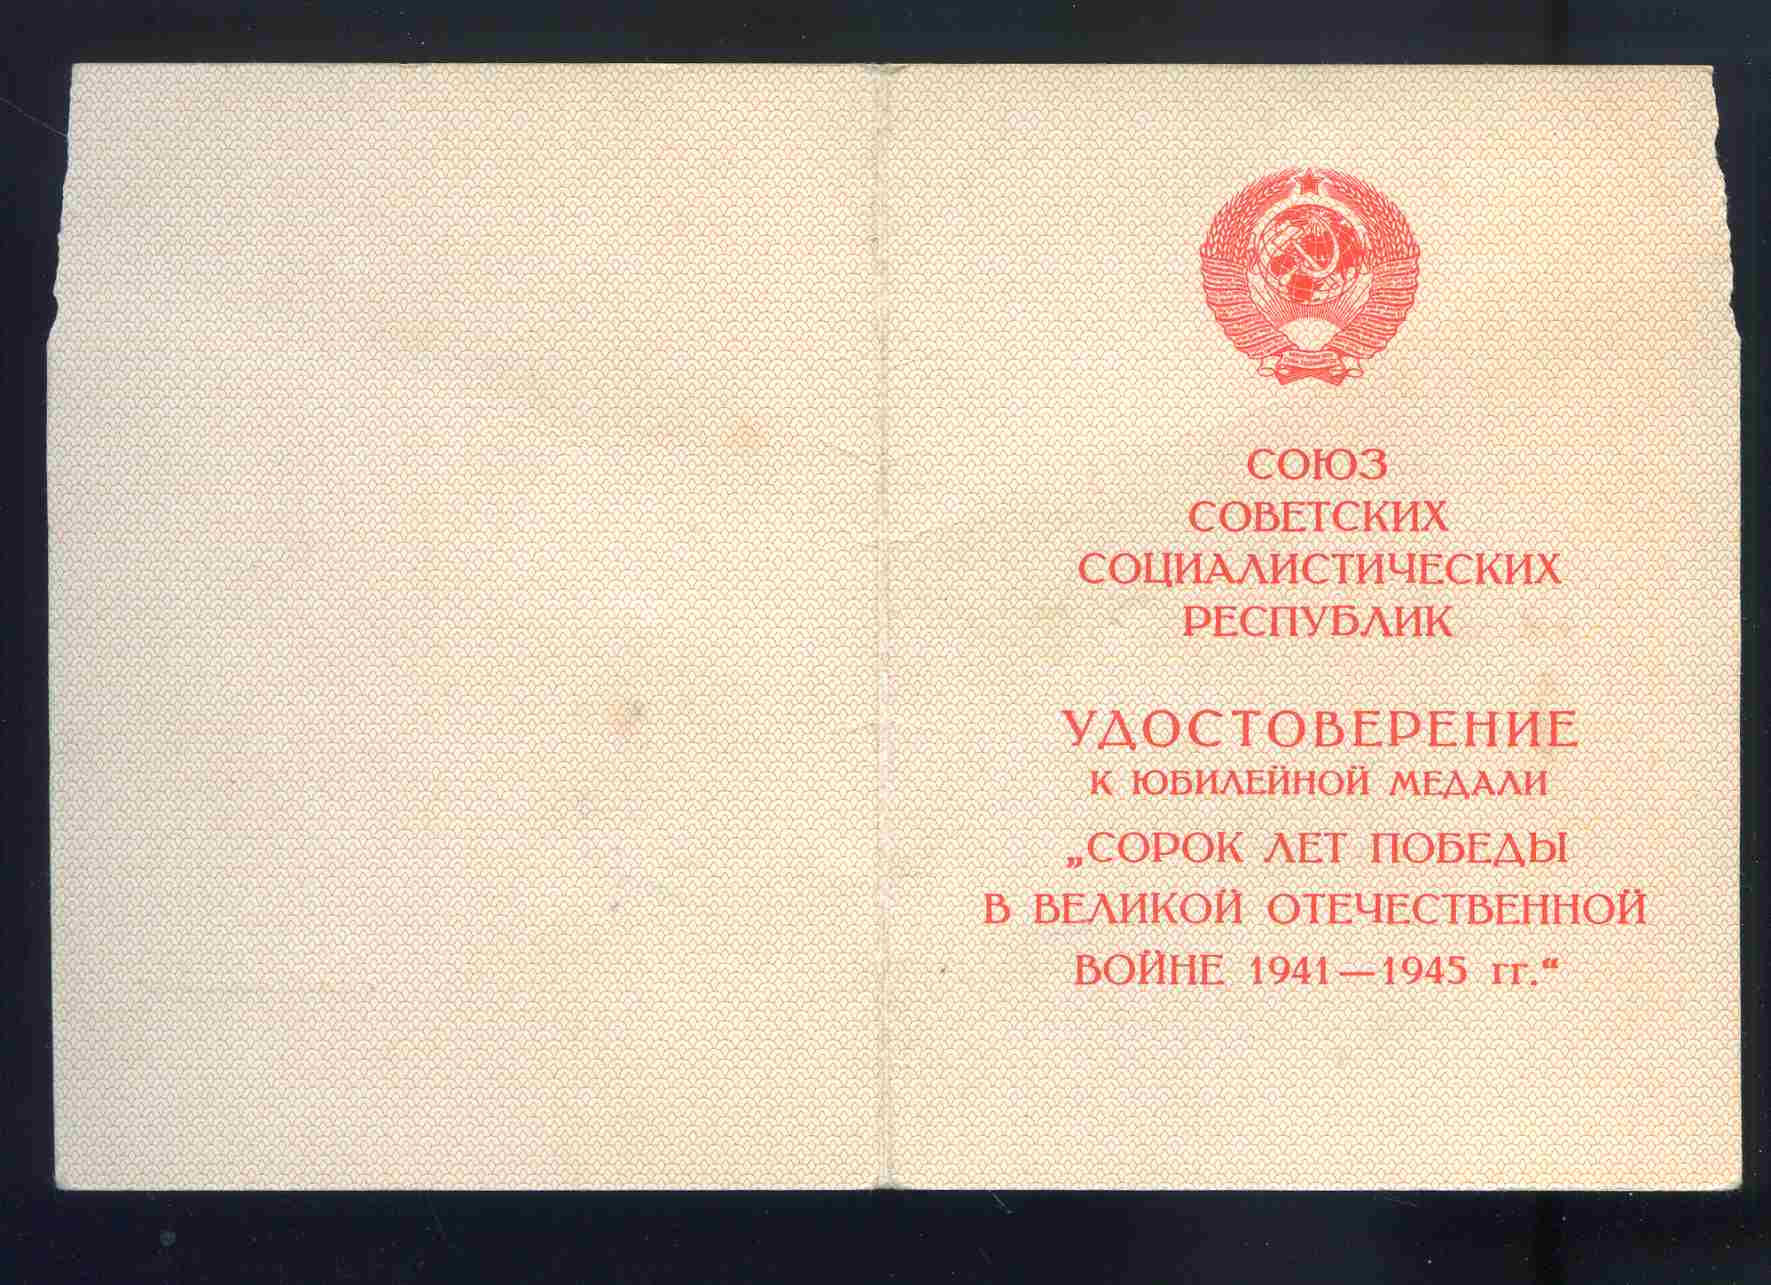 СОЮЗ
СОВЕТСКИХ
СОЦИАЛИСТИЧЕСКИХ
РЕСПУБЛИК
УДОСТОВЕРЕНИЕ
К ЮБИЛЕЙНОЙ МЕДАЛИ
„СОРОК ЛЕТ ПОБЕДЫ
В ВЕЛИКОЙ ОТЕЧЕСТВЕННОЙ
ВОЙНЕ 1941—1945 гг.“